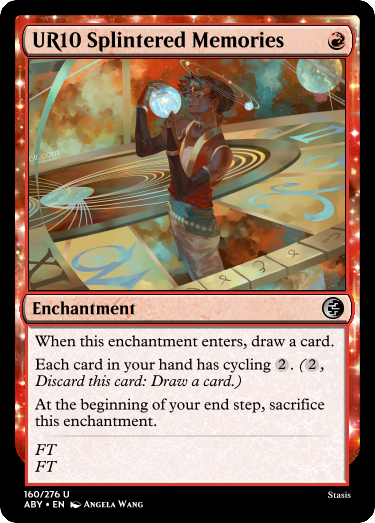 UR10 Splintered Memories
olr.com
Enchantment
When this enchantment enters, draw a card.
Each card in your hand has cycling 2. (2,
Discard this card: Draw a card.)
At the beginning of your end step, sacrifice
this enchantment.
FT
FT
160/276 U
Stasis
ABY • EN Angela Wang